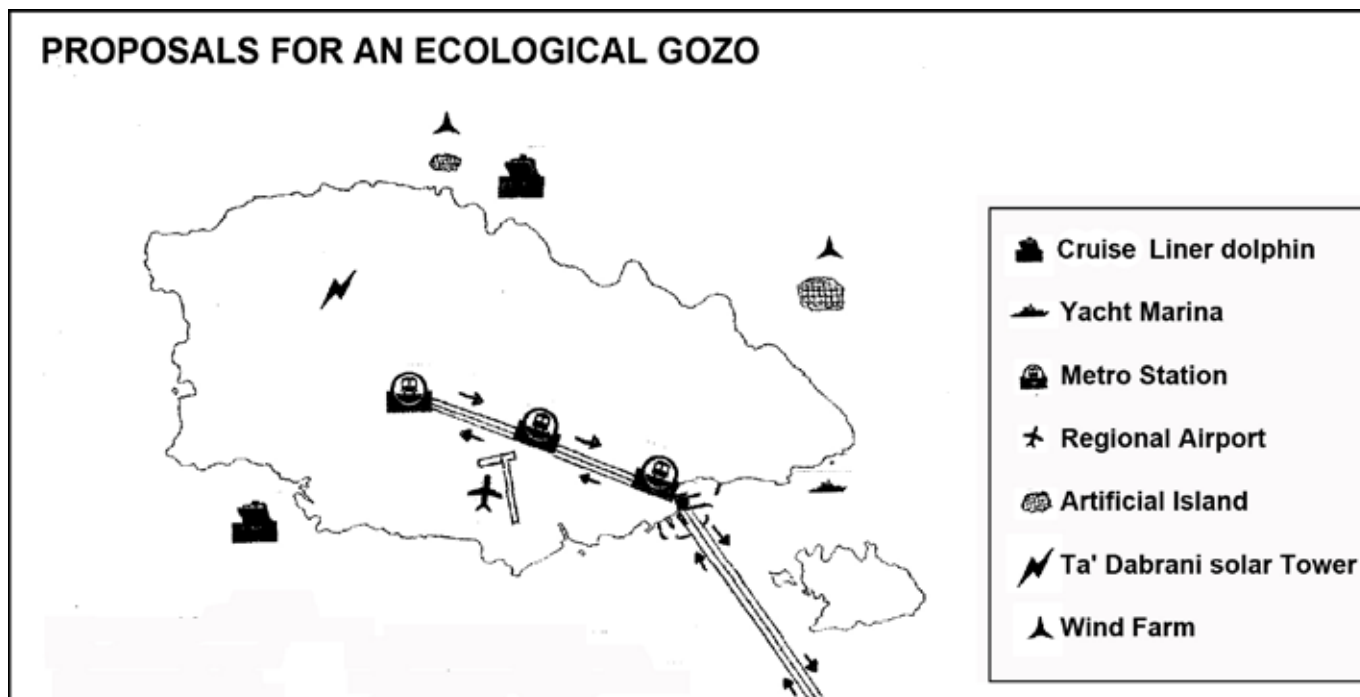 PROPOSALS FOR AN ECOLOGICAL GOZO
Cruise Liner dolphin
Yacht Marina
Metro Station
Regional Airport
Artificial Island
Ta' Dabrani solar Tower
Wind Farm